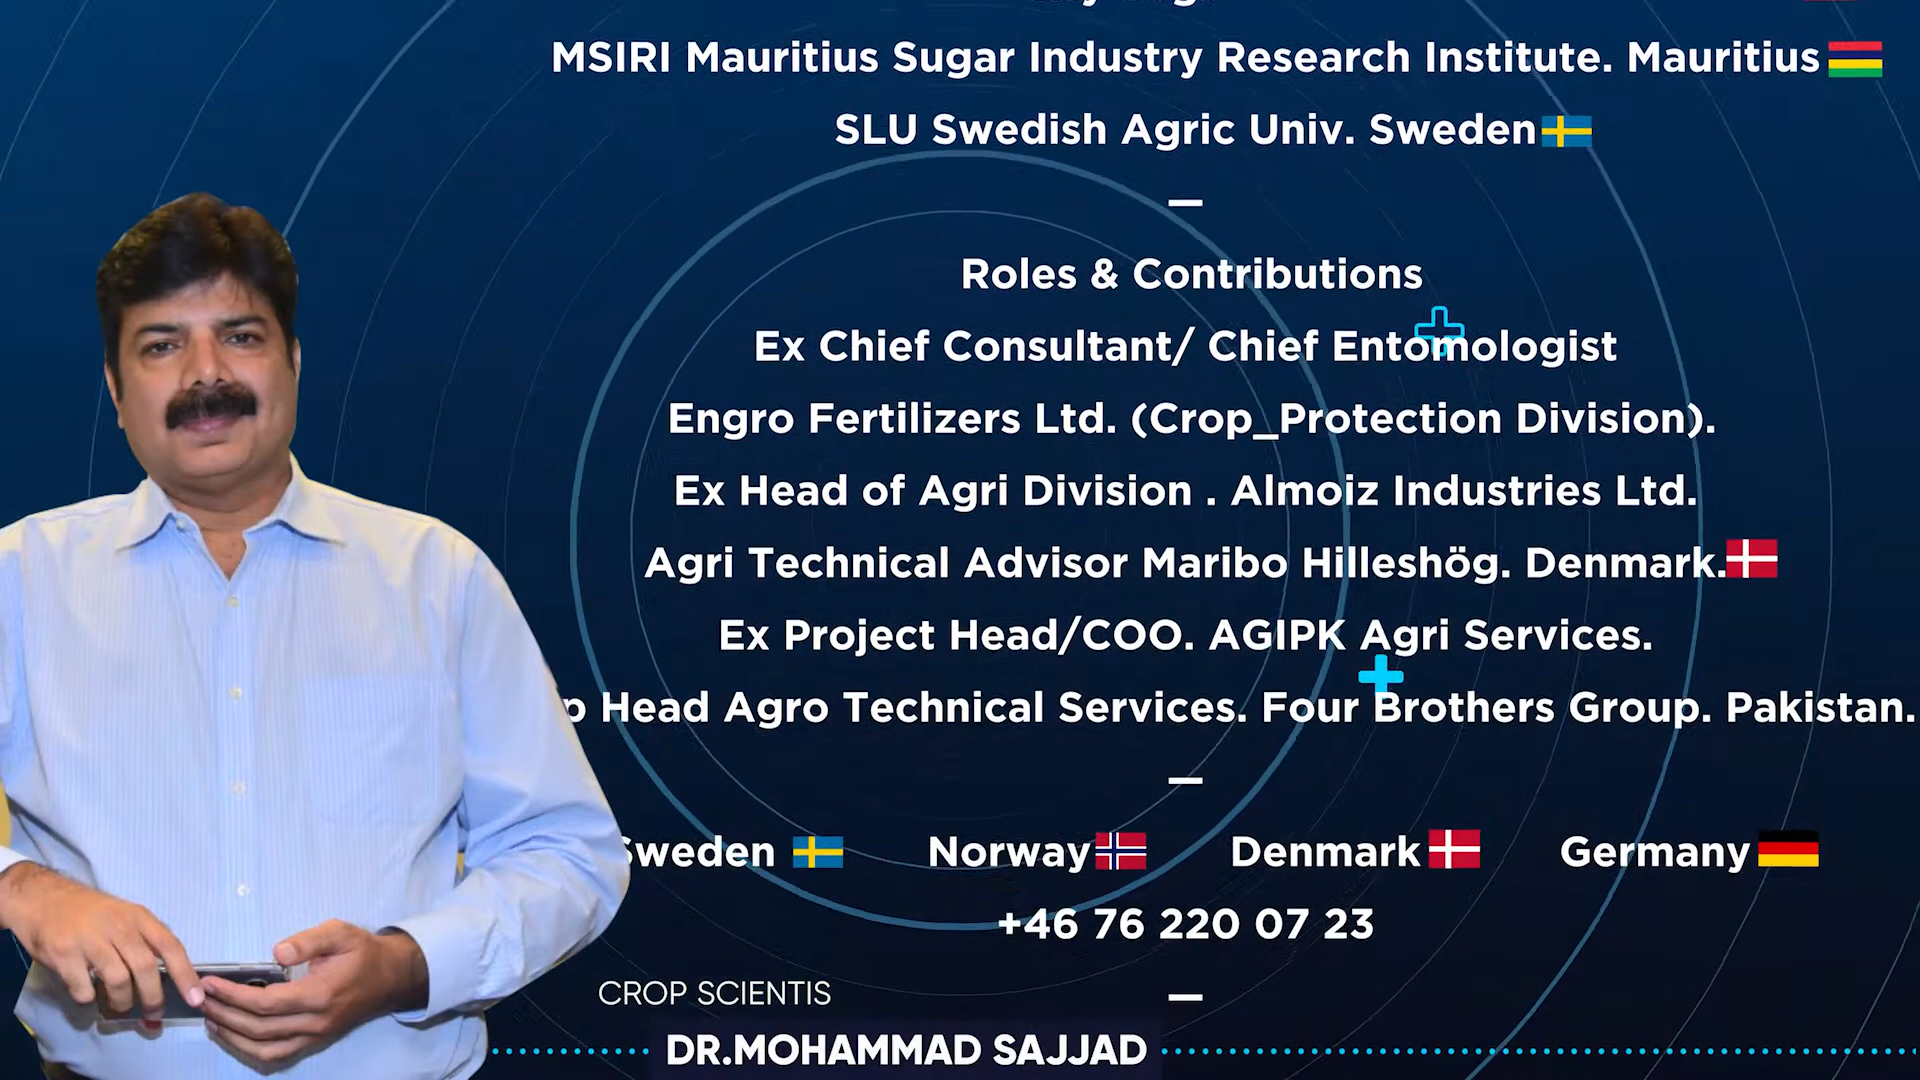 MSIRI Mauritius Sugar Industry Research Institute. Mauritius
SLU Swedish Agric Univ. Sweden
—
Roles & Contributions
Ex Chief Consultant/ Chief Entomologist
Engro Fertilizers Ltd. (Crop_Protection Division).
Ex Head of Agri Division . Almoiz Industries Ltd.
Agri Technical Advisor Maribo Hilleshög. Denmark.
Ex Project Head/COO. AGIPK Agri Services.
Head Agro Technical Services. Four Brothers Group. Pakistan.
—
Sweden Norway Denmark Germany
+46 76 220 07 23
—
CROP SCIENTIS
DR.MOHAMMAD SAJJAD